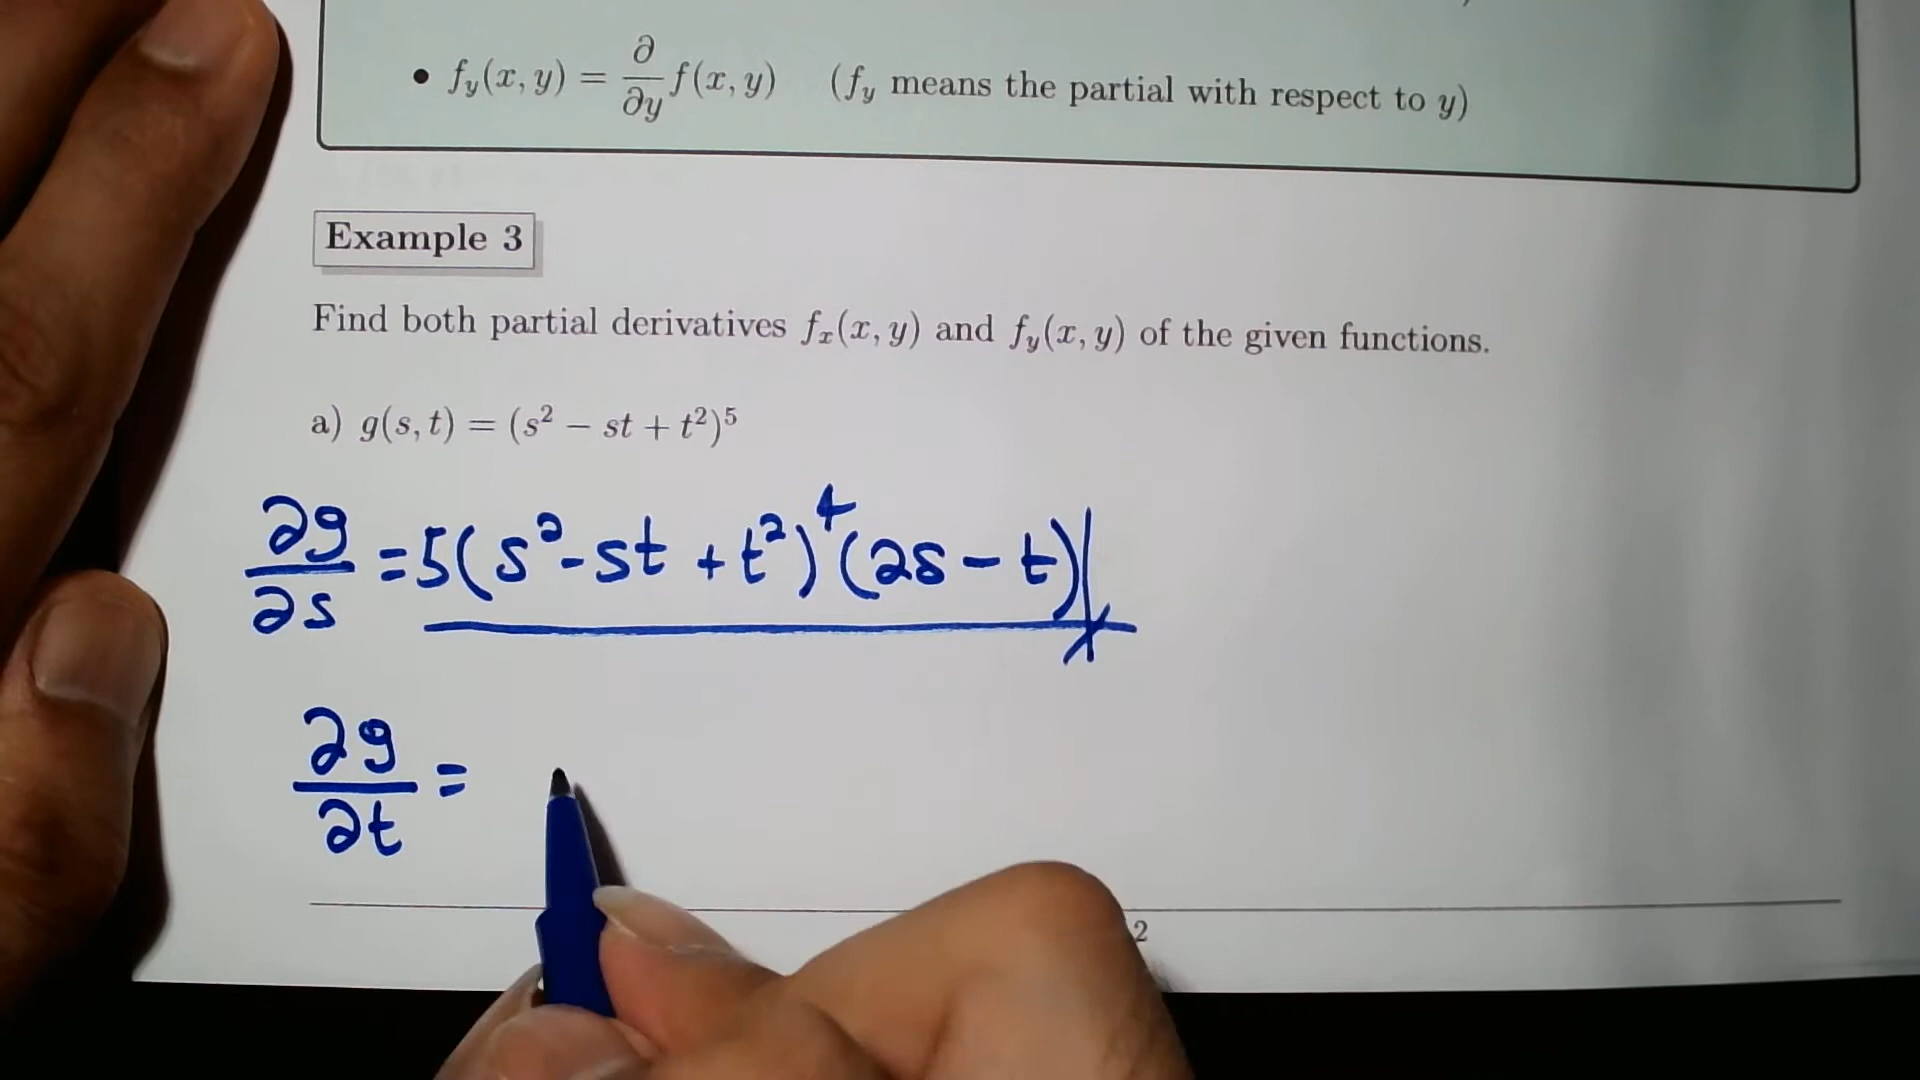 • f_y(x, y) = ∂/∂y f(x, y) (f_y means the partial with respect to y)
Example 3
Find both partial derivatives f_x(x, y) and f_y(x, y) of the given functions.
a) g(s, t) = (s² − st + t²)⁵
∂g/∂s = 5(s² - st + t²)⁴(2s - t)
∂g/∂t =
2